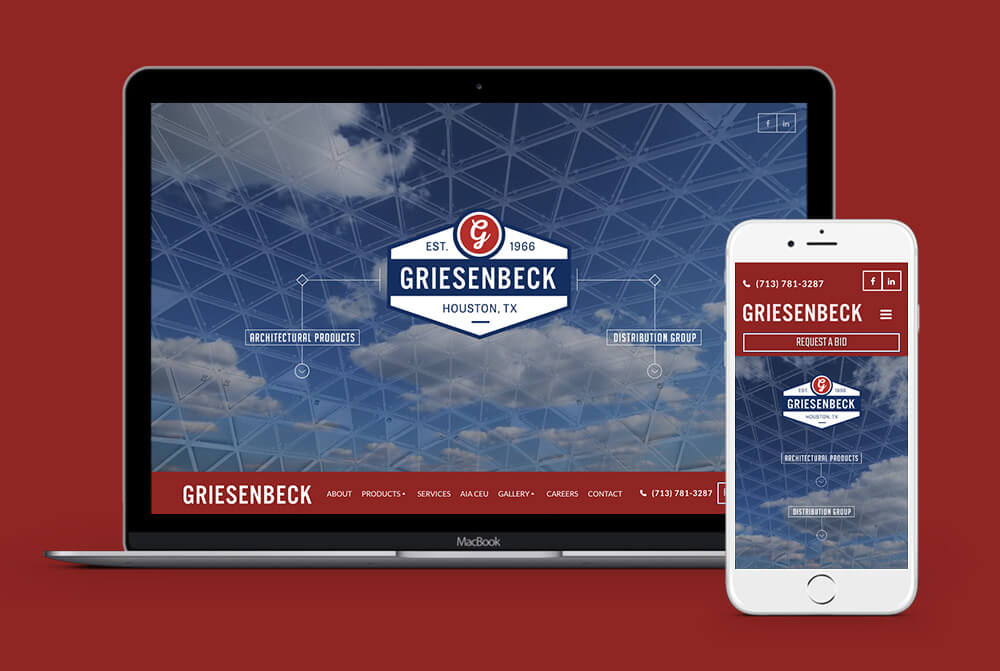 f in
G
EST. 1966
GRIESENBECK
HOUSTON, TX
ARCHITECTURAL PRODUCTS
DISTRIBUTION GROUP
GRIESENBECK ABOUT PRODUCTS SERVICES AIA CEU GALLERY CAREERS CONTACT (713) 781-3287
MacBook
(713) 781-3287 f in
GRIESENBECK
REQUEST A BID
G
EST. 1966
GRIESENBECK
HOUSTON, TX
ARCHITECTURAL PRODUCTS
DISTRIBUTION GROUP